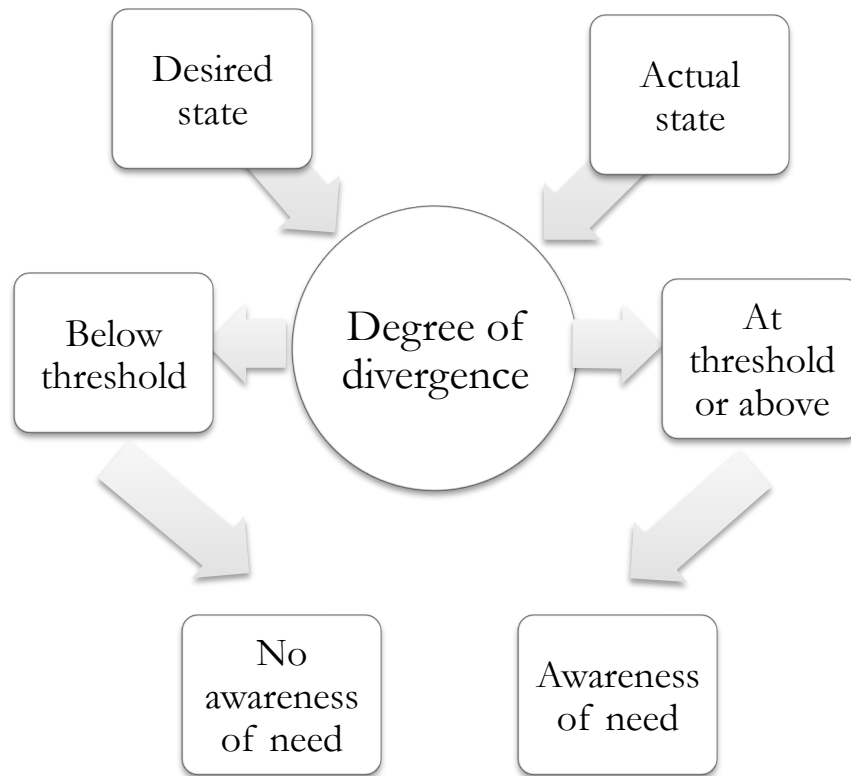 Desired
state
Actual
state
Degree of
divergence
Below
threshold
At
threshold
or above
No
awareness
of need
Awareness
of need